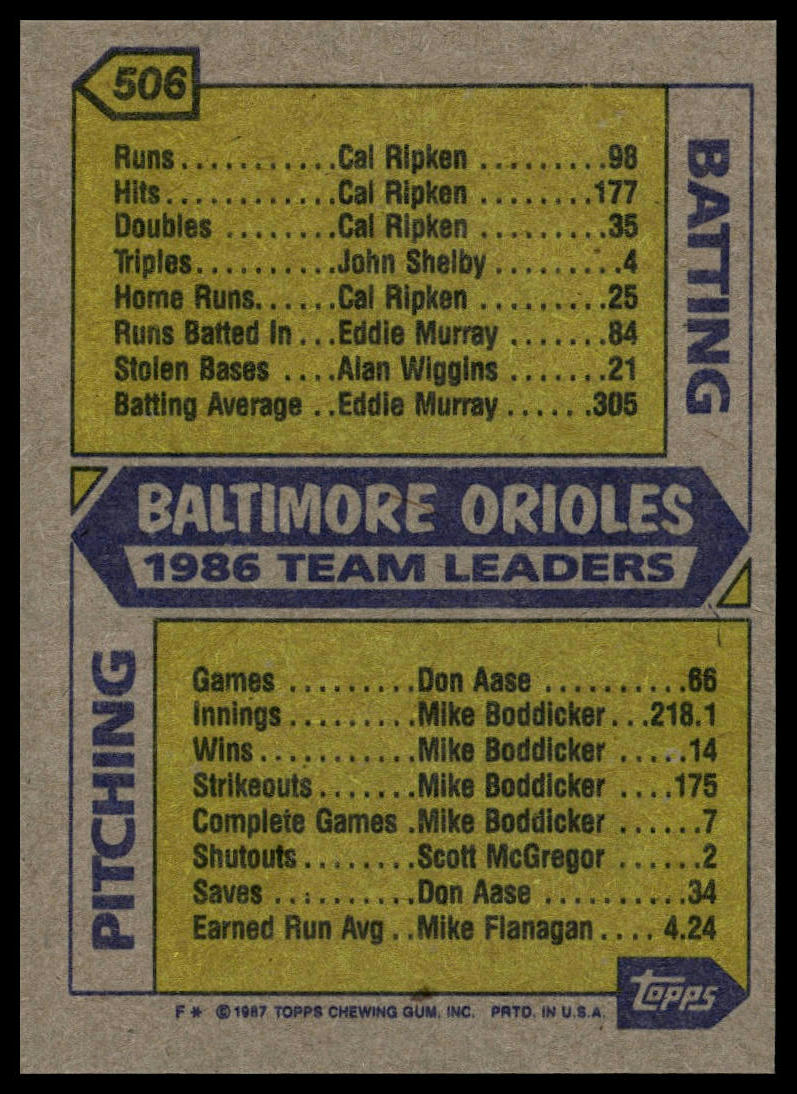 506
BATTING
Runs...........Cal Ripken .........98
Hits............Cal Ripken ........177
Doubles ........Cal Ripken .........35
Triples..........John Shelby .........4
Home Runs......Cal Ripken .........25
Runs Batted In ...Eddie Murray .......84
Stolen Bases ....Alan Wiggins .......21
Batting Average ..Eddie Murray ......305
BALTIMORE ORIOLES
1986 TEAM LEADERS
PITCHING
Games .........Don Aase ..........66
Innings.........Mike Boddicker...218.1
Wins...........Mike Boddicker .....14
Strikeouts.......Mike Boddicker ....175
Complete Games .Mike Boddicker ......7
Shutouts........Scott McGregor ......2
Saves ..........Don Aase ..........34
Earned Run Avg ..Mike Flanagan .... 4.24
Topps
F* © 1987 TOPPS CHEWING GUM, INC. PRTD. IN U.S.A.